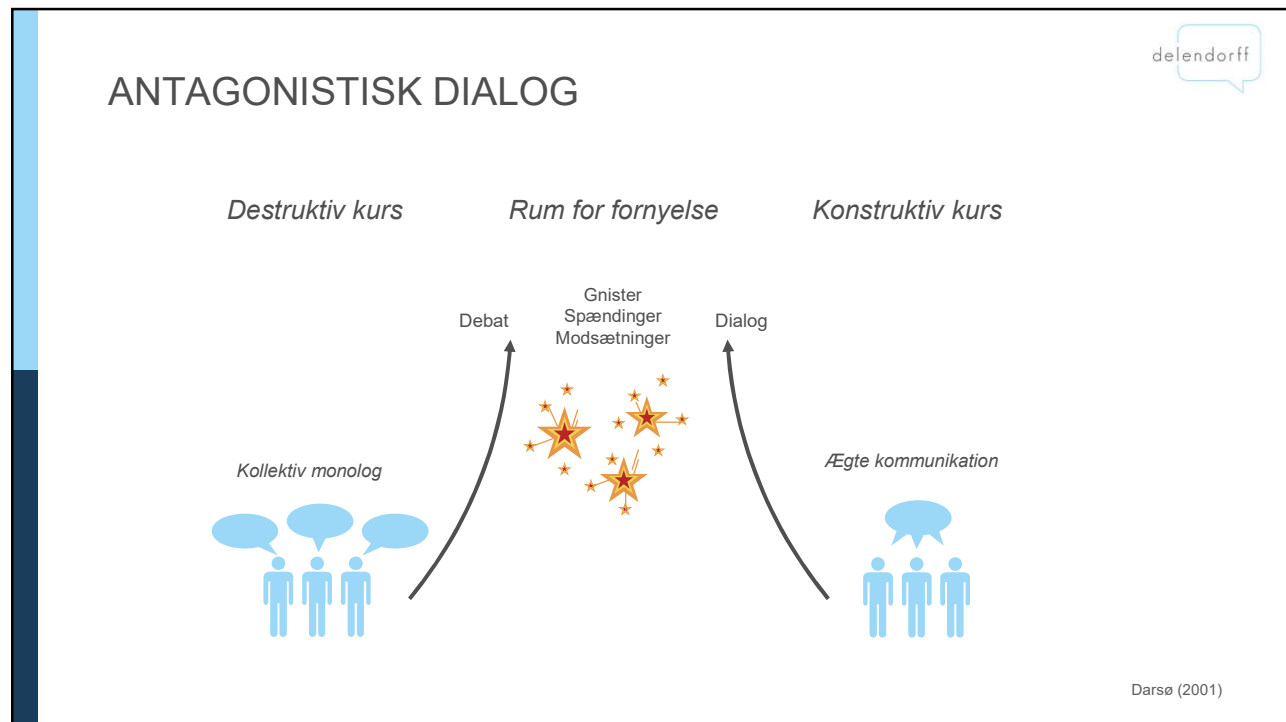 delendorff
ANTAGONISTISK DIALOG
Destruktiv kurs
Rum for fornyelse
Konstruktiv kurs
Gnister
Spændinger
Modsætninger
Debat
Dialog
Kollektiv monolog
Ægte kommunikation
Darsø (2001)